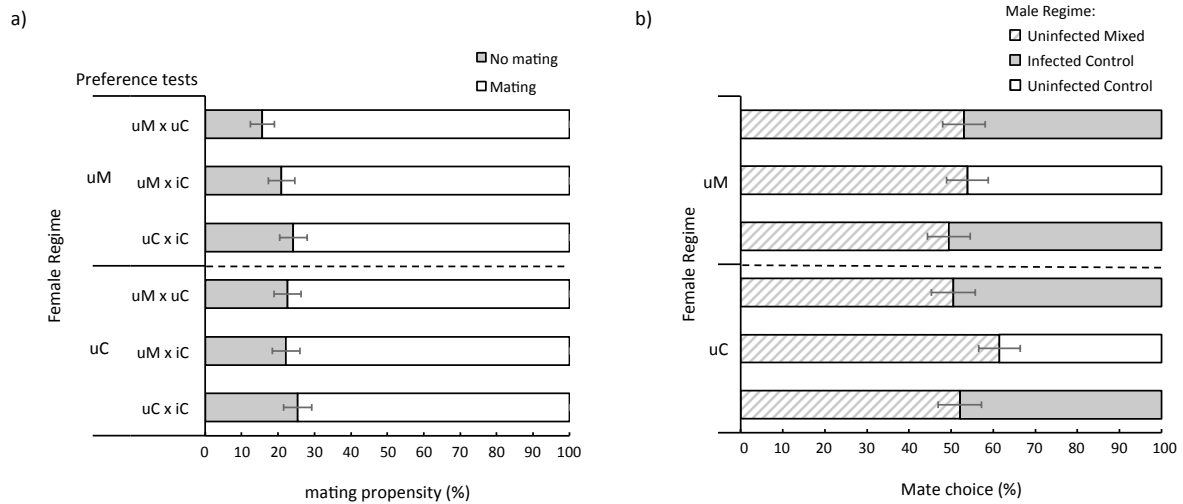 a)
No mating
Mating
Preference tests
Female Regime
uM
uM x uC
uM x iC
uC x iC
uC
uM x uC
uM x iC
uC x iC
0 10 20 30 40 50 60 70 80 90 100
mating propensity (%)
b)
Male Regime:
Uninfected Mixed
Infected Control
Uninfected Control
Female Regime
uM
uC
0 10 20 30 40 50 60 70 80 90 100
Mate choice (%)